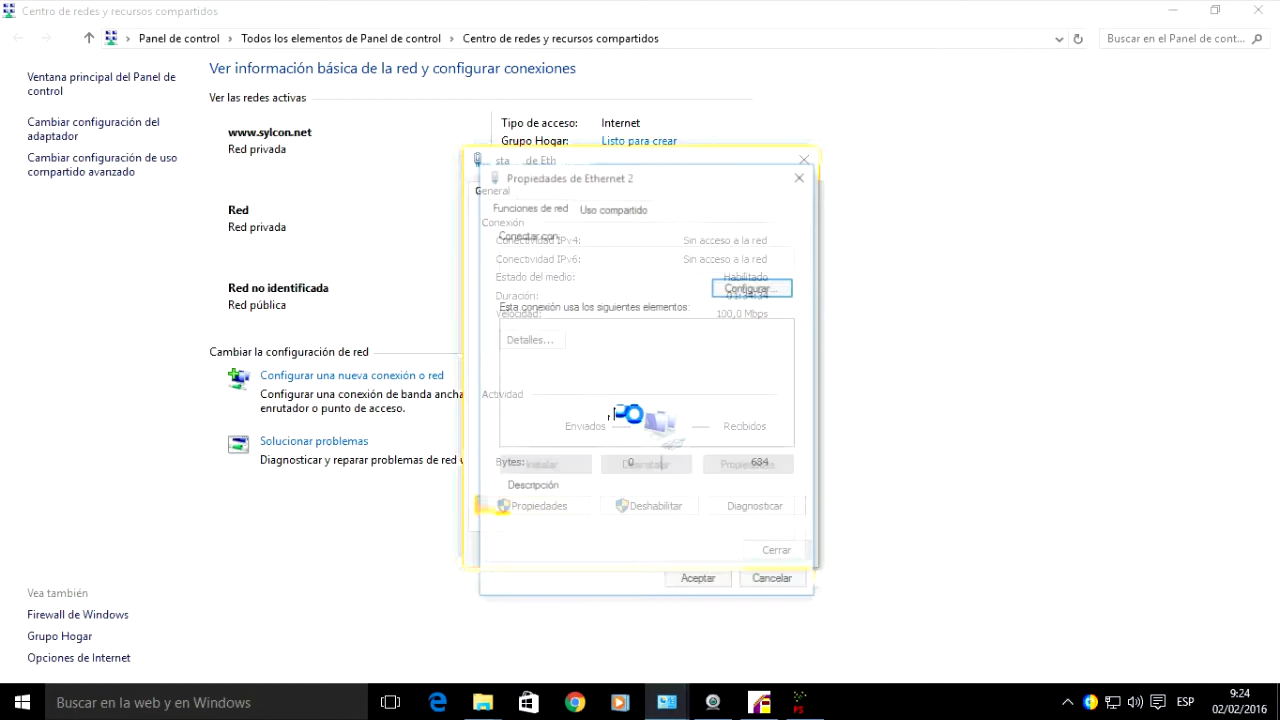 Centro de redes y recursos compartidos
Panel de control
Todos los elementos de Panel de control
Centro de redes y recursos compartidos
Buscar en el Panel de cont...
Ventana principal del Panel de
control
Cambiar configuración del
adaptador
Cambiar configuración de uso
compartido avanzado
Ver información básica de la red y configurar conexiones
Ver las redes activas
www.sylcon.net
Red privada
Tipo de acceso: Internet
Grupo Hogar: Listo para crear
Red
Red privada
Red no identificada
Red pública
Cambiar la configuración de red
Configurar una nueva conexión o red
Configurar una conexión de banda ancha
enrutador o punto de acceso.
Solucionar problemas
Diagnosticar y reparar problemas de red
Propiedades de Ethernet 2
General
Funciones de red
Uso compartido
Conexión
Conectar con:
Conectividad IPv4: Sin acceso a la red
Conectividad IPv6: Sin acceso a la red
Estado del medio: Habilitado
Configurar...
Duración:
Esta conexión usa los siguientes elementos:
Velocidad: 100,0 Mbps
Detalles...
Actividad
Enviados
Recibidos
Bytes: 0 634
Descripción
Propiedades
Deshabilitar
Diagnosticar
Cerrar
Aceptar
Cancelar
Vea también
Firewall de Windows
Grupo Hogar
Opciones de Internet
Buscar en la web y en Windows
ESP
9:24
02/02/2016